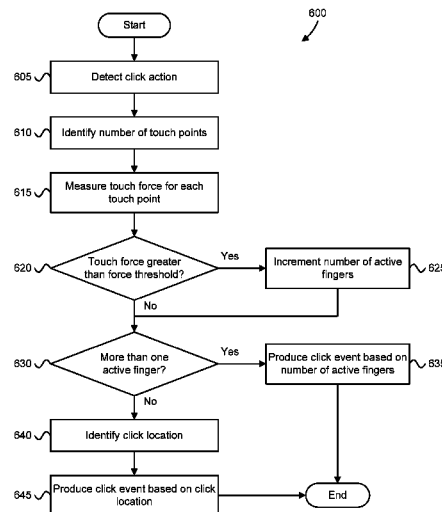 Start
600
605
Detect click action
610
Identify number of touch points
615
Measure touch force for each
touch point
620
Touch force greater
than force threshold?
Yes
Increment number of active
fingers
625
No
630
More than one
active finger?
Yes
Produce click event based on
number of active fingers
635
No
640
Identify click location
645
Produce click event based on click
location
End